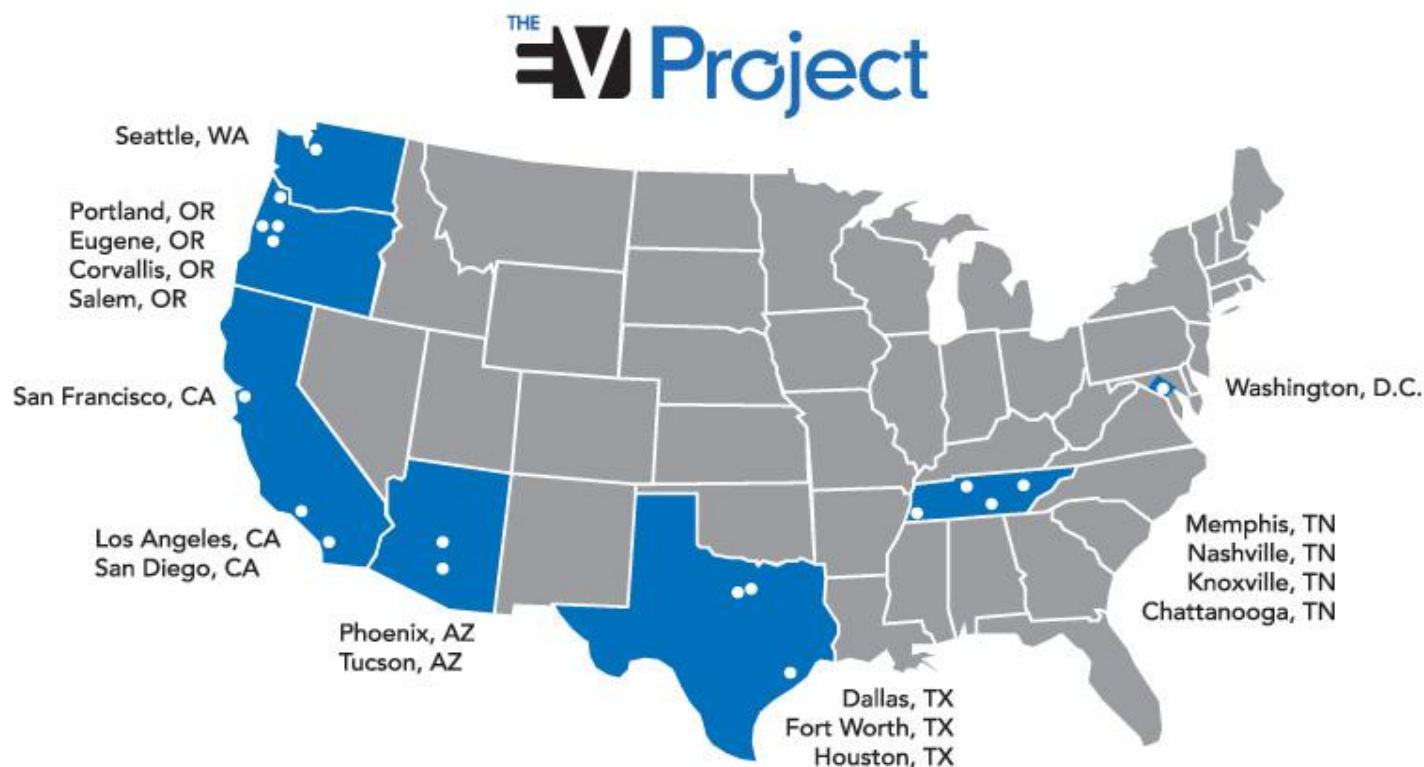 THE
EV Project
Seattle, WA
Portland, OR
Eugene, OR
Corvallis, OR
Salem, OR
San Francisco, CA
Washington, D.C.
Los Angeles, CA
San Diego, CA
Memphis, TN
Nashville, TN
Knoxville, TN
Chattanooga, TN
Phoenix, AZ
Tucson, AZ
Dallas, TX
Fort Worth, TX
Houston, TX